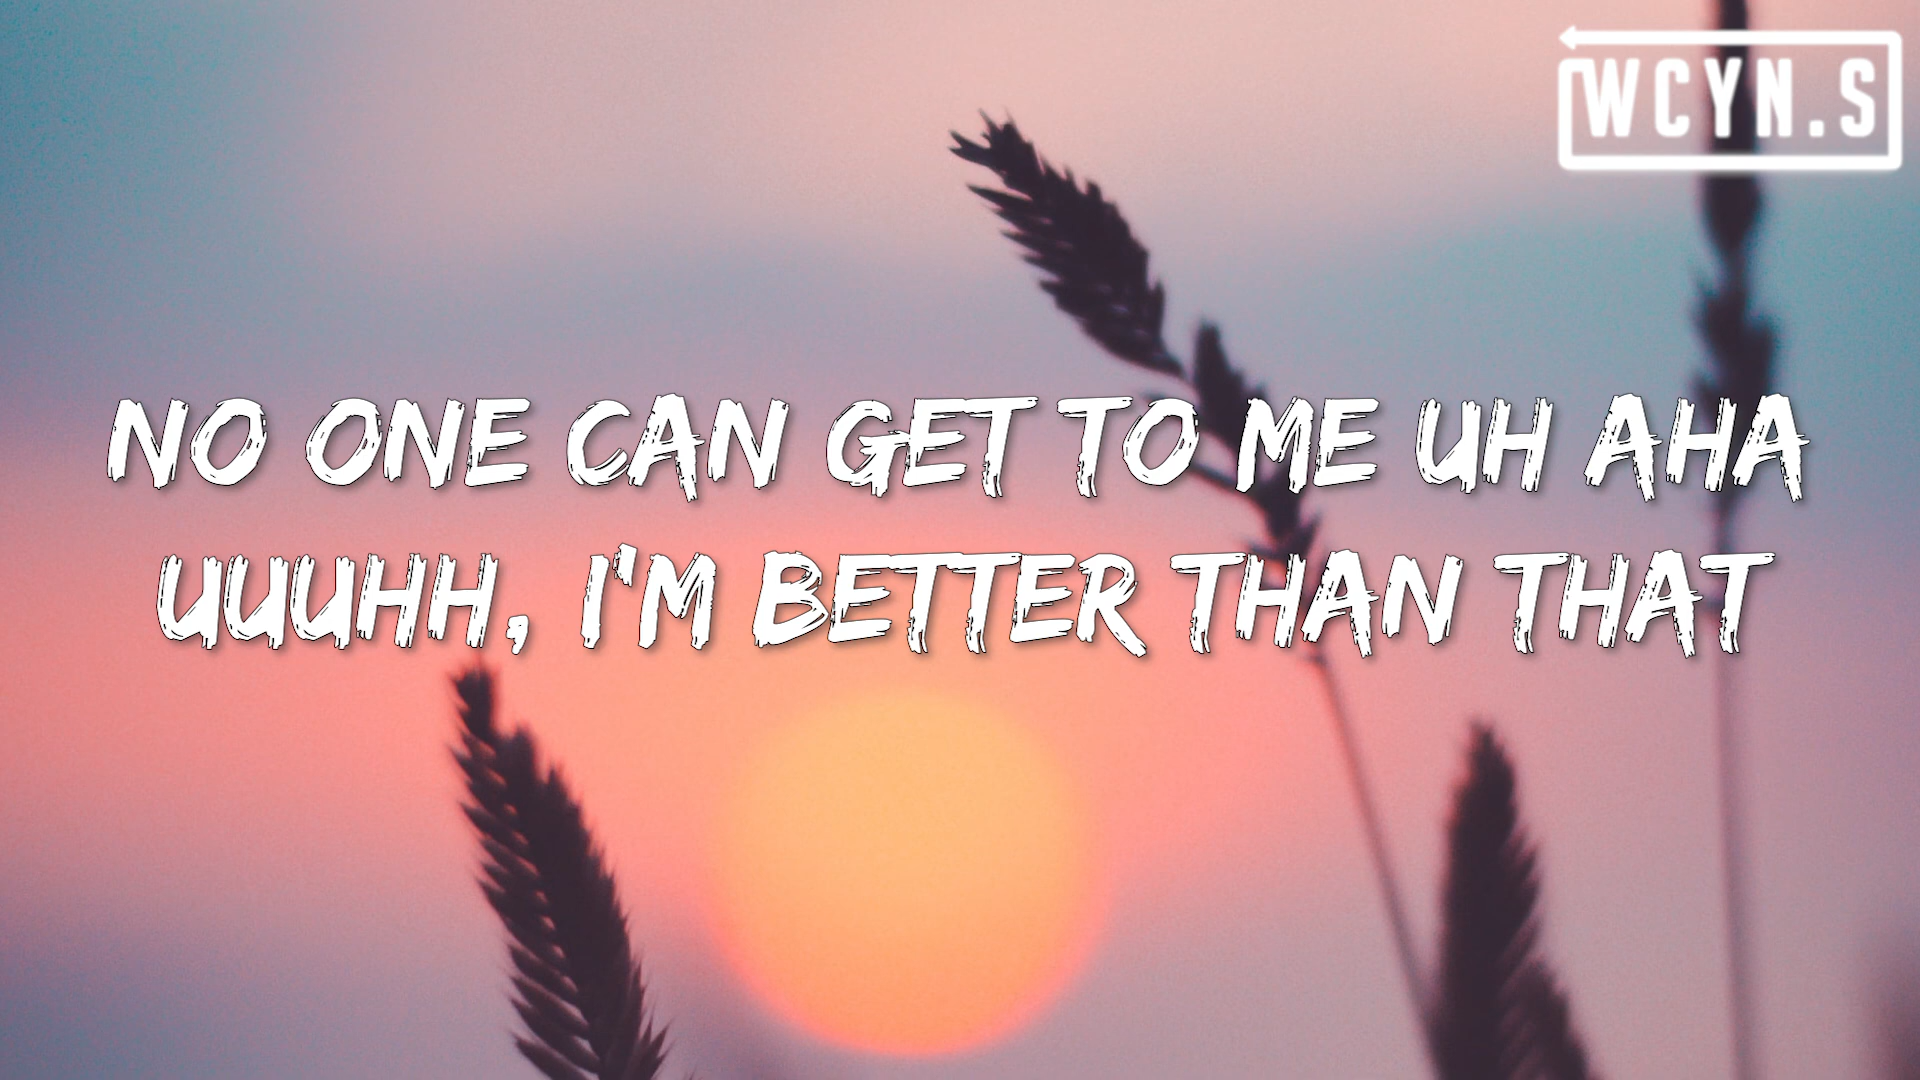 WCYN.S
NO ONE CAN GET TO ME UH AHA
UUUHH, I'M BETTER THAN THAT